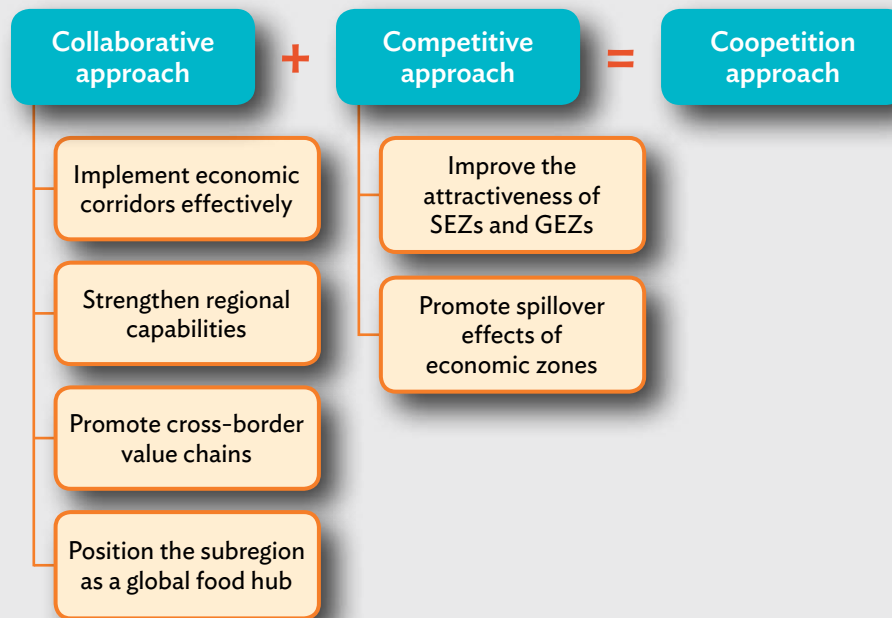 Collaborative
approach
+
Competitive
approach
=
Coopetition
approach
Implement economic
corridors effectively
Strengthen regional
capabilities
Promote cross-border
value chains
Position the subregion
as a global food hub
Improve the
attractiveness of
SEZs and GEZs
Promote spillover
effects of
economic zones